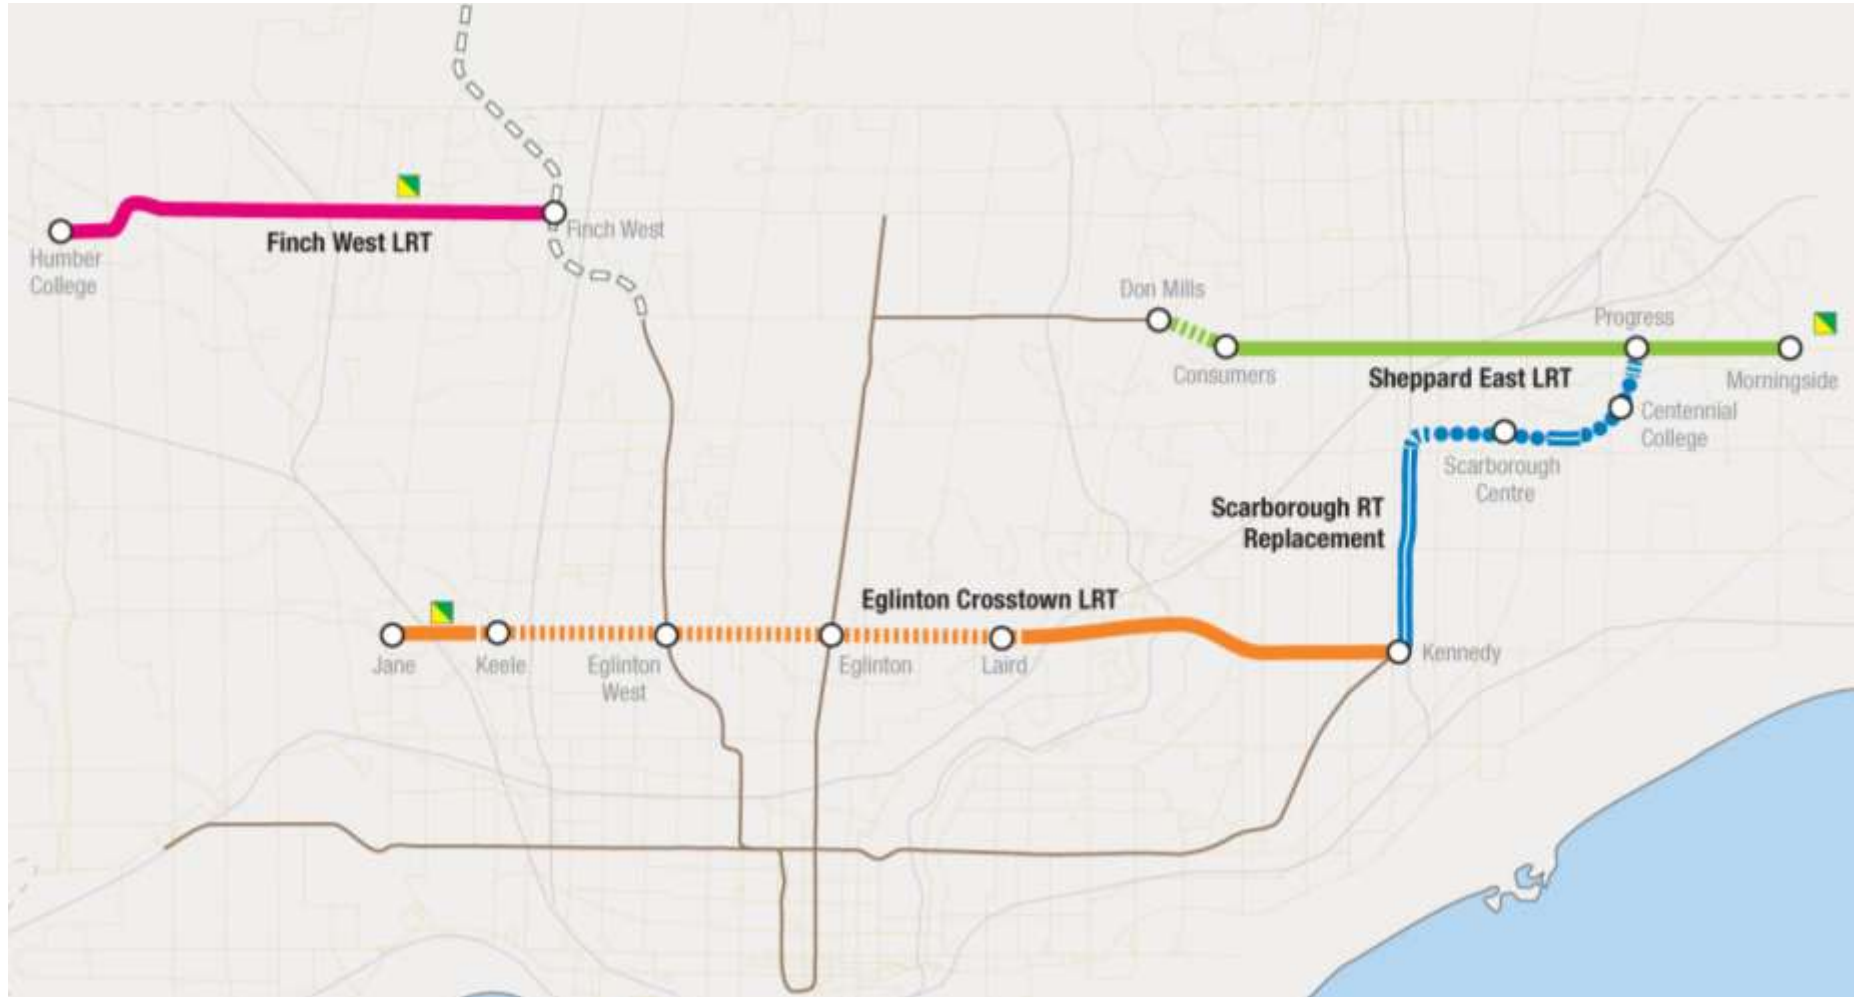 Finch West
Finch West LRT
Humber
College
Don Mills
Progress
Consumers
Sheppard East LRT
Morningside
Centennial
College
Scarborough
Centre
Scarborough RT
Replacement
Eglinton Crosstown LRT
Jane
Keele
Eglinton
West
Eglinton
Laird
Kennedy